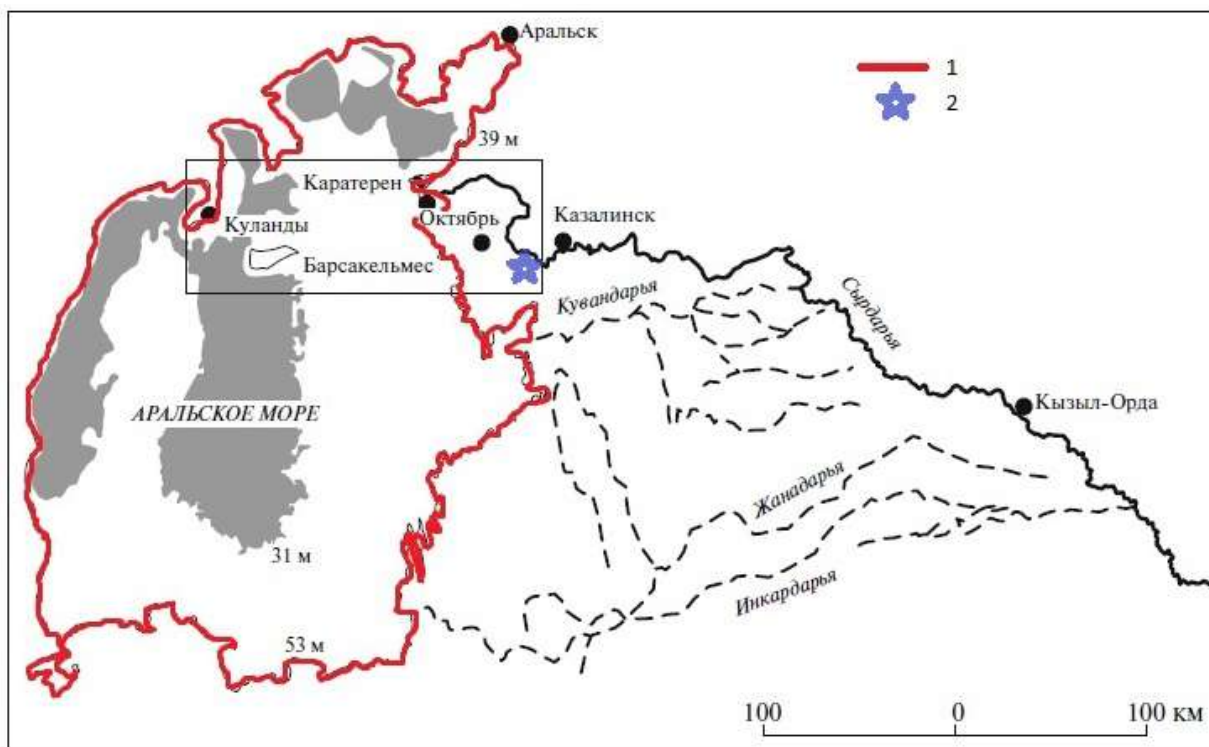 Аральск
1
2
39 м
Каратерен
Октябрь
Казалинск
Куланды
Барсакельмес
Кувандарья
Сырдарья
АРАЛЬСКОЕ МОРЕ
Кызыл-Орда
Жанадарья
31 м
Инкардарья
53 м
100 0 100 км